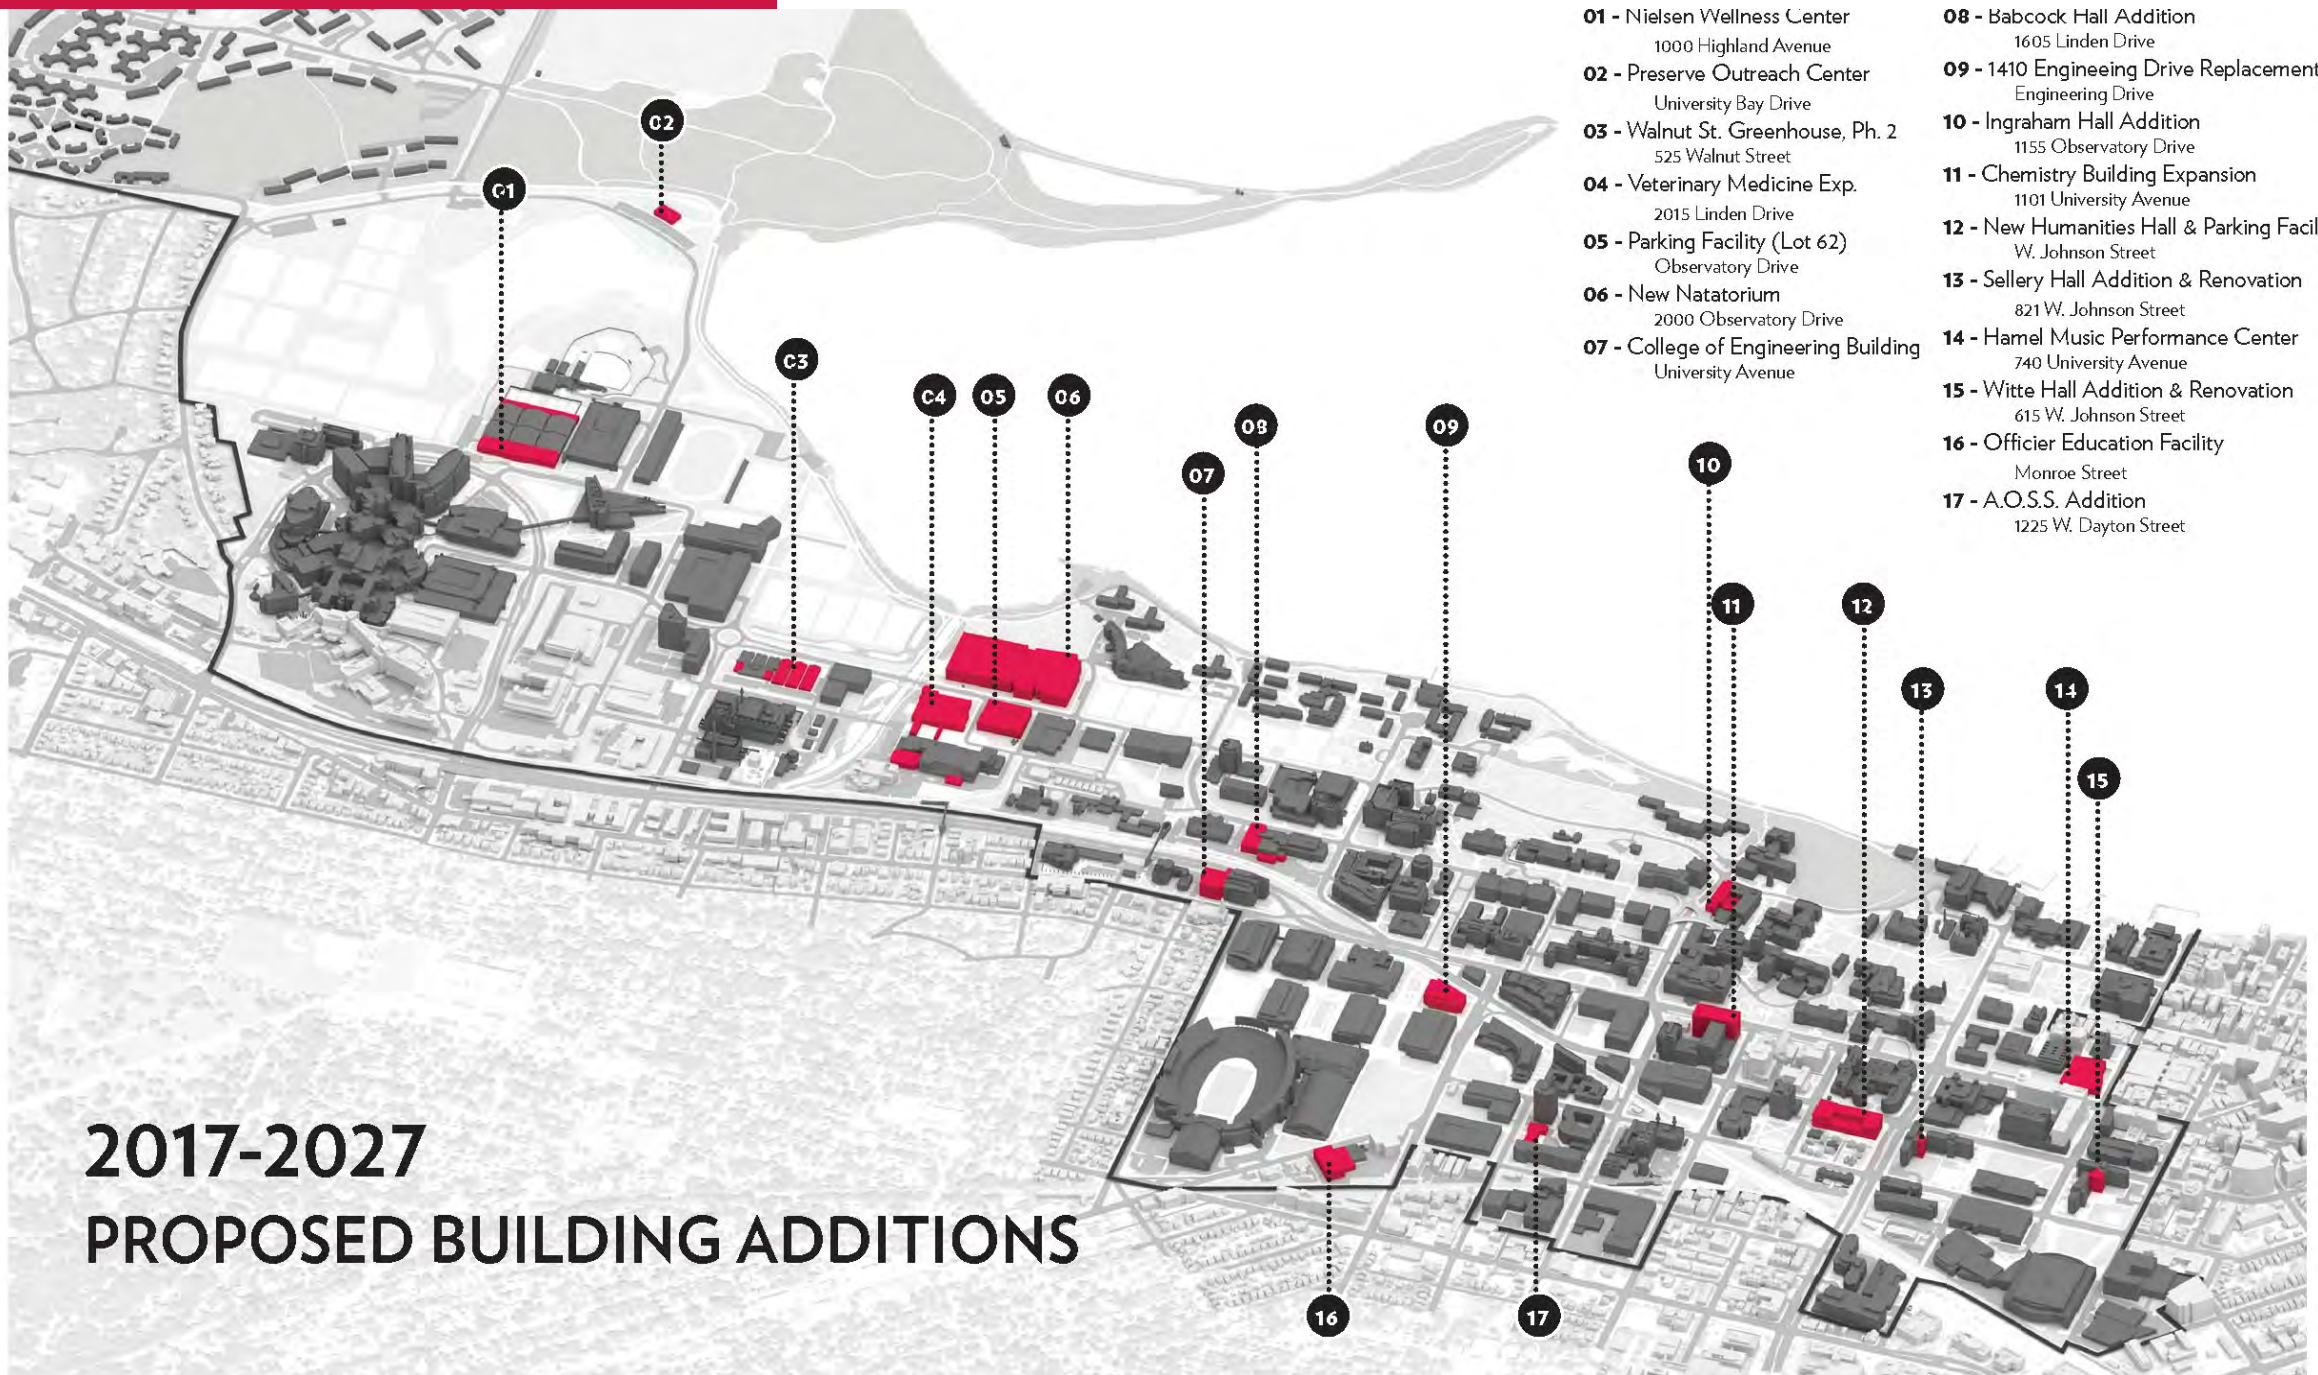 01 - Nielsen Wellness Center
1000 Highland Avenue
02 - Preserve Outreach Center
University Bay Drive
03 - Walnut St. Greenhouse, Ph. 2
525 Walnut Street
04 - Veterinary Medicine Exp.
2015 Linden Drive
05 - Parking Facility (Lot 62)
Observatory Drive
06 - New Natatorium
2000 Observatory Drive
07 - College of Engineering Building
University Avenue
08 - Babcock Hall Addition
1605 Linden Drive
09 - 1410 Engineeing Drive Replacement
Engineering Drive
10 - Ingraham Hall Addition
1155 Observatory Drive
11 - Chemistry Building Expansion
1101 University Avenue
12 - New Humanities Hall & Parking Facil
W. Johnson Street
13 - Sellery Hall Addition & Renovation
821 W. Johnson Street
14 - Hamel Music Performance Center
740 University Avenue
15 - Witte Hall Addition & Renovation
615 W. Johnson Street
16 - Officier Education Facility
Monroe Street
17 - A.O.S.S. Addition
1225 W. Dayton Street
02
01
03
04
05
06
08
09
07
10
11
12
13
14
15
2017-2027
PROPOSED BUILDING ADDITIONS
16
17